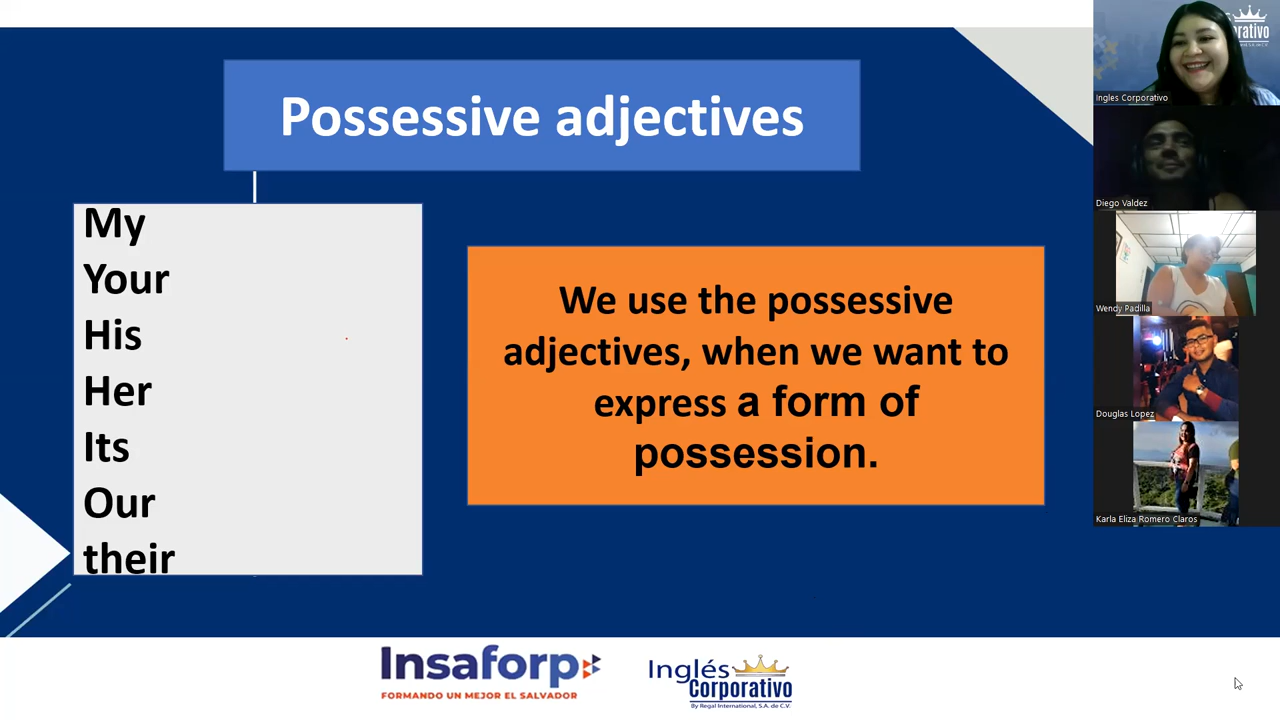 Possessive adjectives
My
Your
His
Her
Its
Our
their
We use the possessive
adjectives, when we want to
express a form of
possession.
Insaforp
FORMANDO UN MEJOR EL SALVADOR
Inglés
Corporativo
By Regal International, S.A. de C.V.
Ingles Corporativo
Diego Valdez
Wendy Padilla
Douglas Lopez
Karla Eliza Romero Claros